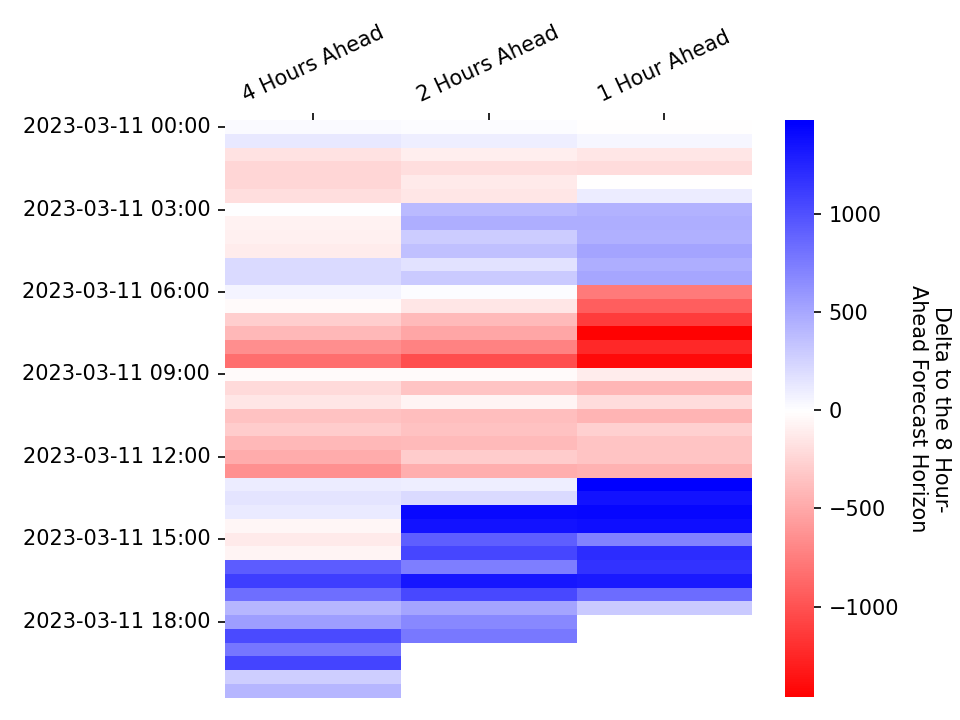 4 Hours Ahead
2 Hours Ahead
1 Hour Ahead
2023-03-11 00:00
2023-03-11 03:00
2023-03-11 06:00
2023-03-11 09:00
2023-03-11 12:00
2023-03-11 15:00
2023-03-11 18:00
1000
500
0
−500
−1000
Delta to the 8 Hour-
Ahead Forecast Horizon